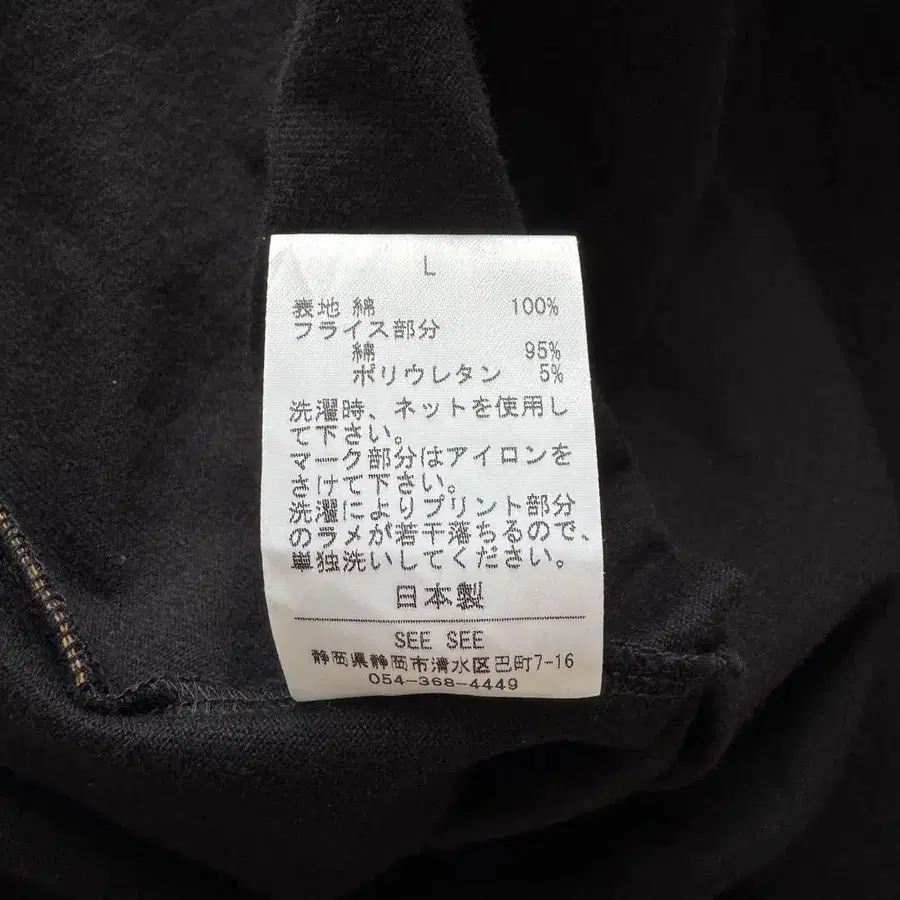 L
表地 綿 100%
フライス部分
綿 95%
ポリウレタン 5%
洗濯時、ネットを使用し
て下さい。
マーク部分はアイロンを
さけて下さい。
洗濯によりプリント部分
のラメが若干落ちるので、
単独洗いしてください。
日本製
SEE SEE
静岡県静岡市清水区巴町7-16
054-368-4449